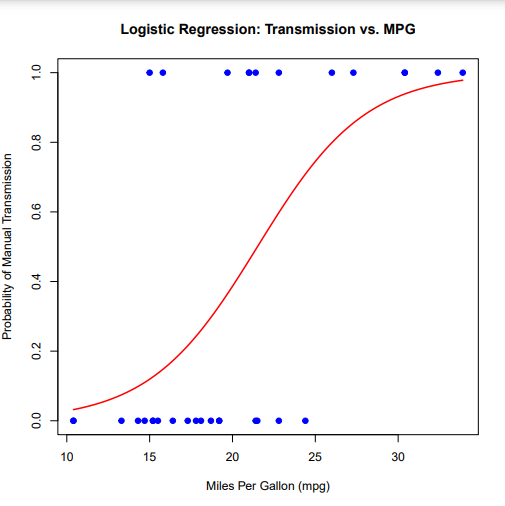 Logistic Regression: Transmission vs. MPG
Probability of Manual Transmission
1.0
0.8
0.6
0.4
0.2
0.0
10 15 20 25 30
Miles Per Gallon (mpg)